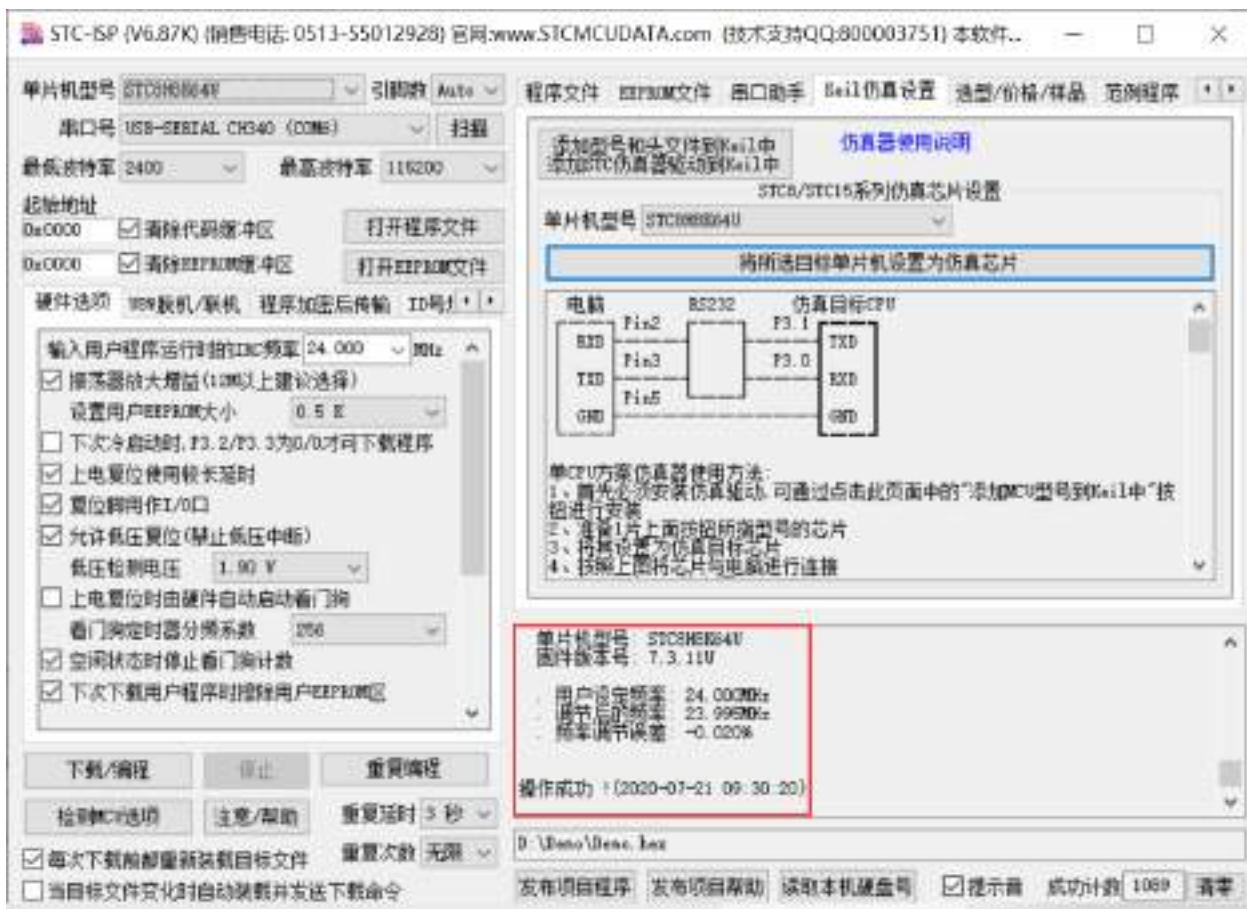 STC-ISP (V6.87K) (销售电话: 0513-55012928) 官网:www.STCMCUDATA.com (技术支持QQ:800003751) 本软件..
单片机型号 STC8H8K64U 引脚数 Auto
串口号 USB-SERIAL CH340 (COM6) 扫描
最低波特率 2400 最高波特率 115200
起始地址
0x0000 清除代码缓冲区 打开程序文件
0x0000 清除EEPROM缓冲区 打开EEPROM文件
硬件选项 脱机/联机 程序加密后传输 ID号
输入用户程序运行时的IRC频率 24.000 MHz
振荡器放大增益(12M以上建议选择)
设置用户EEPROM大小 0.5 K
下次冷启动时,P3.2/P3.3为0/0才可下载程序
上电复位使用较长延时
复位脚用作I/O口
允许低压复位(禁止低压中断)
低压检测电压 1.90 V
上电复位时由硬件自动启动看门狗
看门狗定时器分频系数 256
空闲状态时停止看门狗计数
下次下载用户程序时擦除用户EEPROM区
下载/编程 停止 重复编程
检测MCU选项 注意/帮助 重复延时 3 秒
每次下载前都重新装载目标文件 重复次数 无限
当目标文件变化时自动装载并发送下载命令
程序文件 EEPROM文件 串口助手 Keil仿真设置 选型/价格/样品 范例程序
添加型号和头文件到Keil中 仿真器使用说明
添加STC仿真器驱动到Keil中
STC8/STC15系列仿真芯片设置
单片机型号 STC8H8K64U
将所选目标单片机设置为仿真芯片
电脑 RS232 仿真目标CPU
Pin2 P3.1
RXD TXD
Pin3 P3.0
TXD RXD
Pin5
GND GND
单CPU方案仿真器使用方法:
1、首先必须安装仿真驱动,可通过点击此页面中的"添加MCU型号到Keil中"按
钮进行安装
2、准备1片上面按钮所指型号的芯片
3、将其设置为仿真目标芯片
4、按照上图将芯片与电脑进行连接
单片机型号: STC8H8K64U
固件版本号: 7.3.11U
. 用户设定频率: 24.000MHz
. 调节后的频率: 23.995MHz
. 频率调节误差: -0.020%
操作成功 !(2020-07-21 09:30:20)
D:\Demo\Demo.hex
发布项目程序 发布项目帮助 读取本机硬盘号 提示音 成功计数 1089 清零